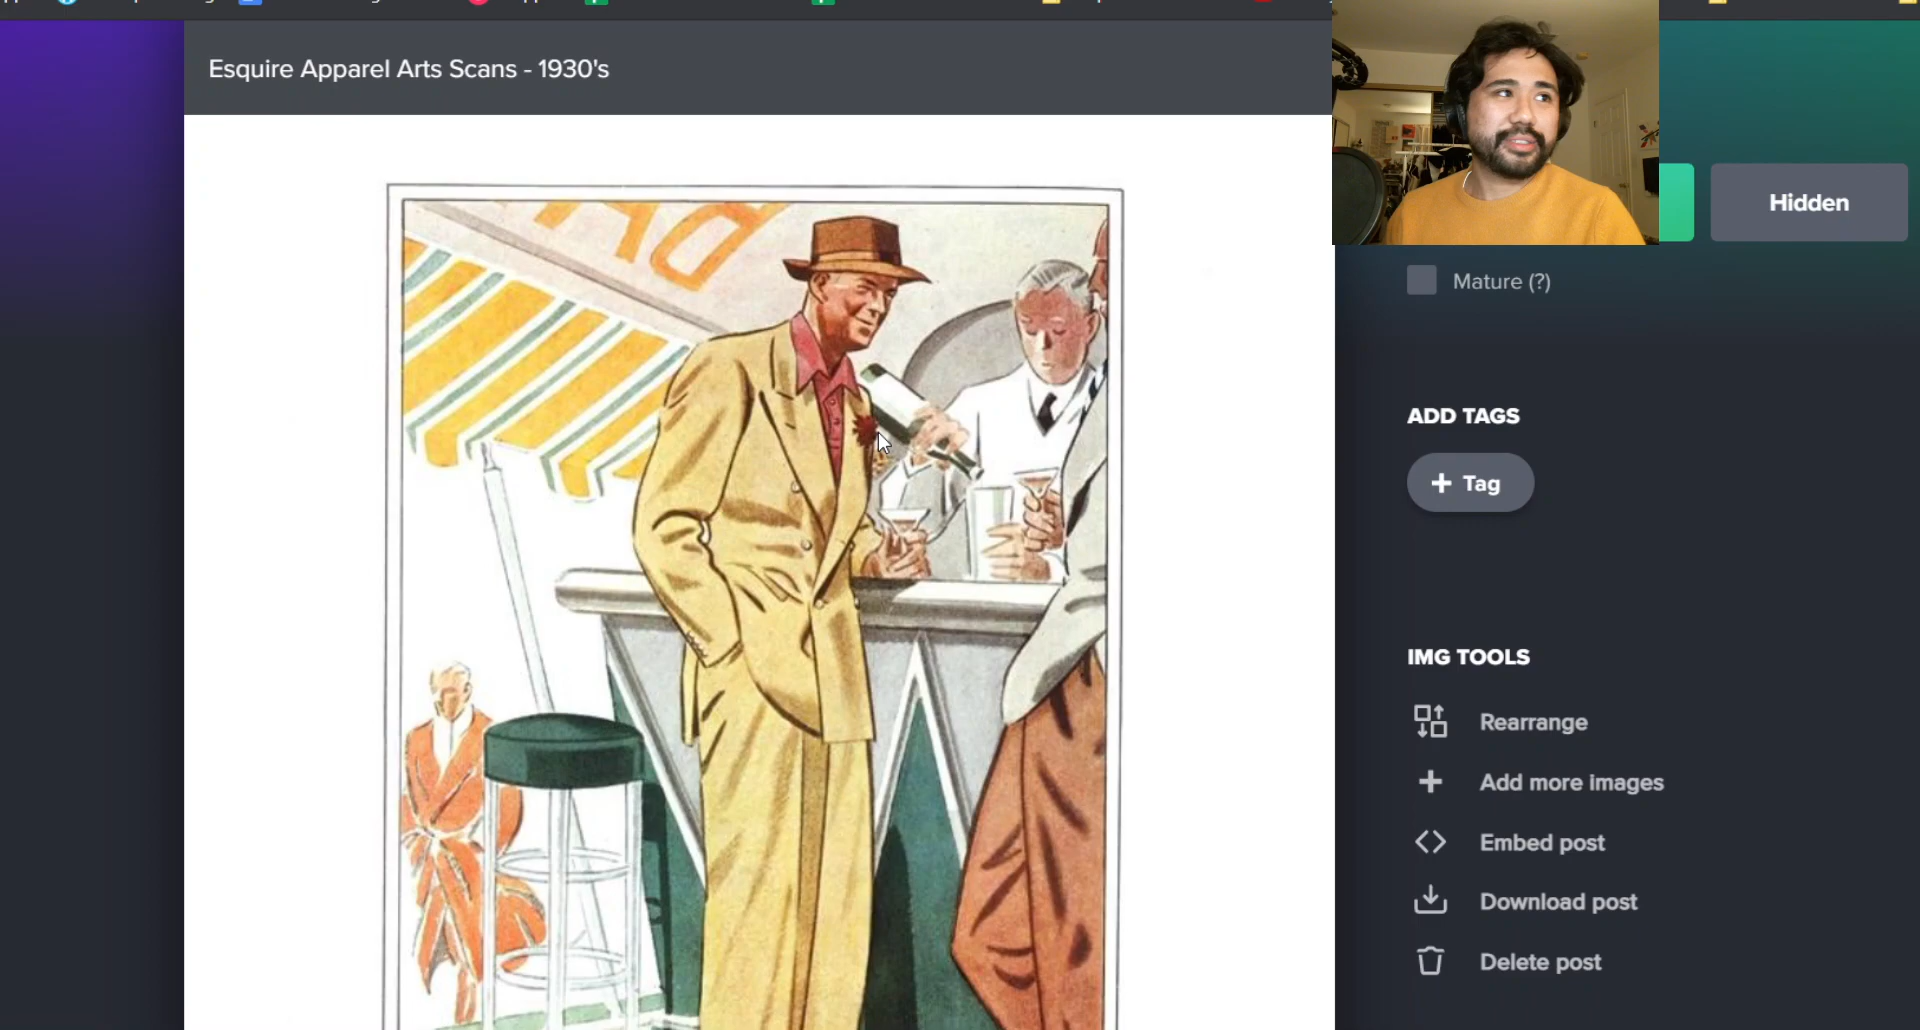 Esquire Apparel Arts Scans - 1930's
Hidden
Mature (?)
ADD TAGS
+ Tag
IMG TOOLS
Rearrange
Add more images
Embed post
Download post
Delete post